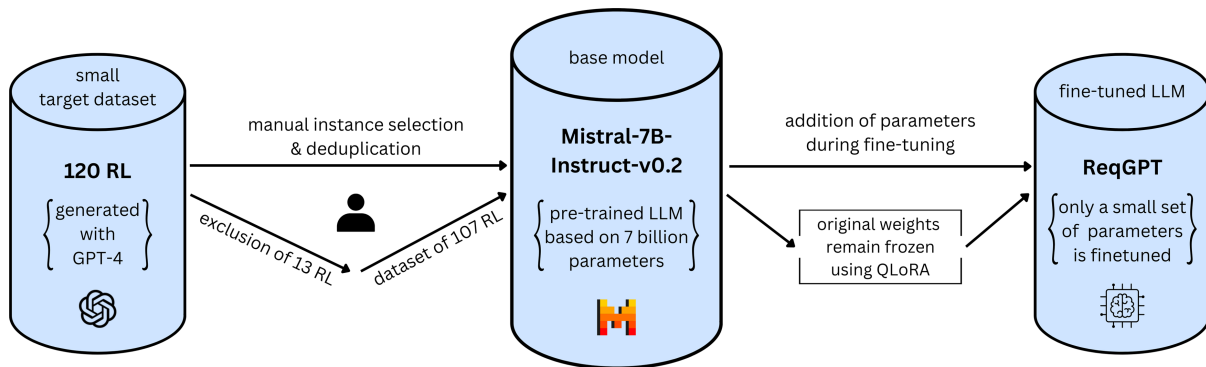 small
target dataset
120 RL
generated
with
GPT-4
manual instance selection
& deduplication
exclusion of 13 RL
dataset of 107 RL
base model
Mistral-7B-
Instruct-v0.2
pre-trained LLM
based on 7 billion
parameters
addition of parameters
during fine-tuning
original weights
remain frozen
using QLoRA
fine-tuned LLM
ReqGPT
only a small set
of parameters
is finetuned